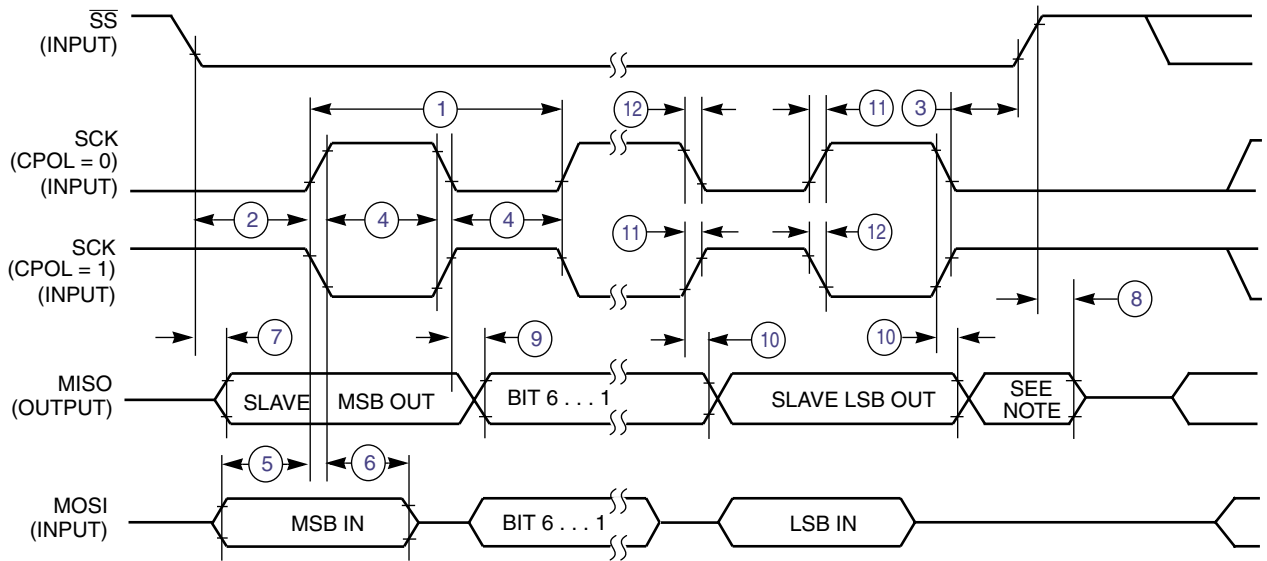 SS
(INPUT)
1
12
11
3
SCK
(CPOL = 0)
(INPUT)
2
4
4
SCK
(CPOL = 1)
(INPUT)
11
12
8
7
9
10
10
MISO
(OUTPUT)
SLAVE MSB OUT
BIT 6 . . . 1
SLAVE LSB OUT
SEE
NOTE
5
6
MOSI
(INPUT)
MSB IN
BIT 6 . . . 1
LSB IN